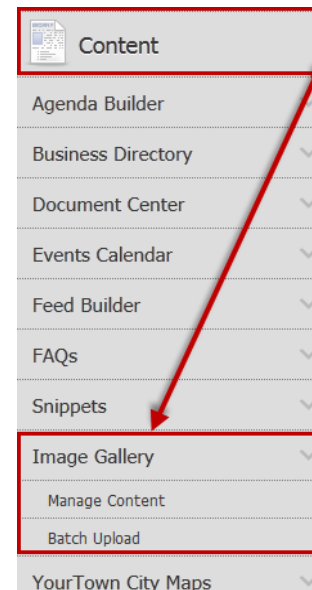 Content
Agenda Builder
Business Directory
Document Center
Events Calendar
Feed Builder
FAQs
Snippets
Image Gallery
Manage Content
Batch Upload
YourTown City Maps